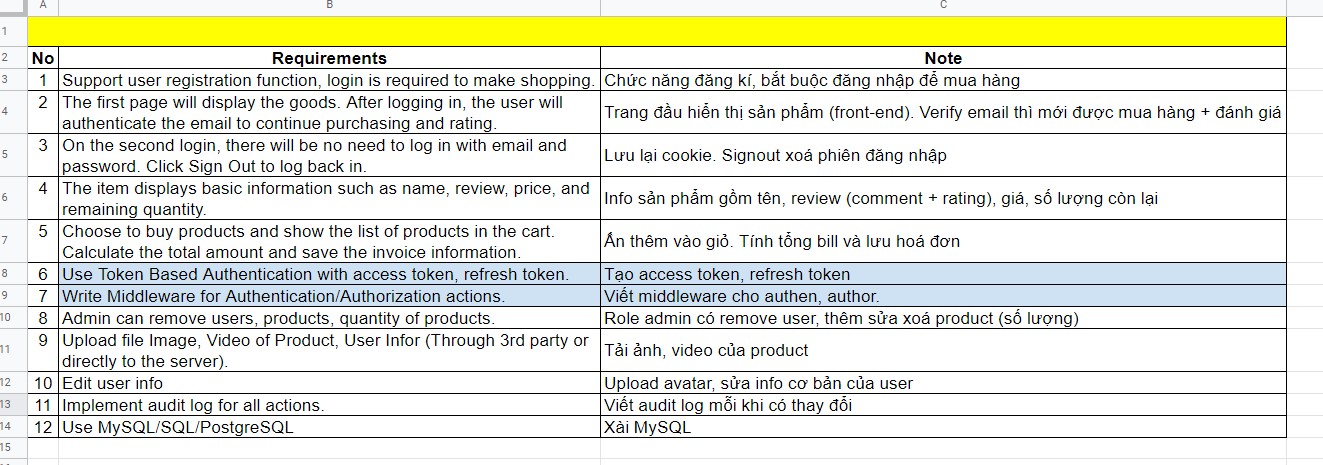 A B C
1
2 No Requirements Note
3 1 Support user registration function, login is required to make shopping. Chức năng đăng kí, bắt buộc đăng nhập để mua hàng
4 2 The first page will display the goods. After logging in, the user will
authenticate the email to continue purchasing and rating. Trang đầu hiển thị sản phẩm (front-end). Verify email thì mới được mua hàng + đánh giá
5 3 On the second login, there will be no need to log in with email and
password. Click Sign Out to log back in. Lưu lại cookie. Signout xoá phiên đăng nhập
6 4 The item displays basic information such as name, review, price, and
remaining quantity. Info sản phẩm gồm tên, review (comment + rating), giá, số lượng còn lại
7 5 Choose to buy products and show the list of products in the cart.
Calculate the total amount and save the invoice information. Ấn thêm vào giỏ. Tính tổng bill và lưu hoá đơn
8 6 Use Token Based Authentication with access token, refresh token. Tạo access token, refresh token
9 7 Write Middleware for Authentication/Authorization actions. Viết middleware cho authen, author.
10 8 Admin can remove users, products, quantity of products. Role admin có remove user, thêm sửa xoá product (số lượng)
11 9 Upload file Image, Video of Product, User Infor (Through 3rd party or
directly to the server). Tải ảnh, video của product
12 10 Edit user info Upload avatar, sửa info cơ bản của user
13 11 Implement audit log for all actions. Viết audit log mỗi khi có thay đổi
14 12 Use MySQL/SQL/PostgreSQL Xài MySQL
15